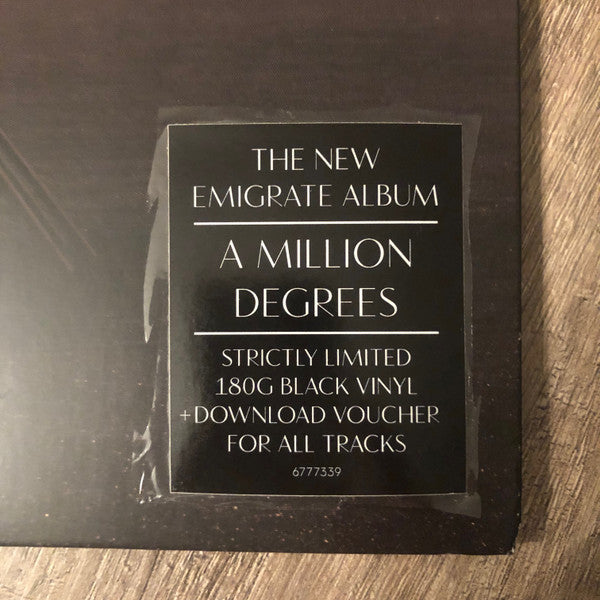 THE NEW
EMIGRATE ALBUM
A MILLION
DEGREES
STRICTLY LIMITED
180G BLACK VINYL
+DOWNLOAD VOUCHER
FOR ALL TRACKS
6777339